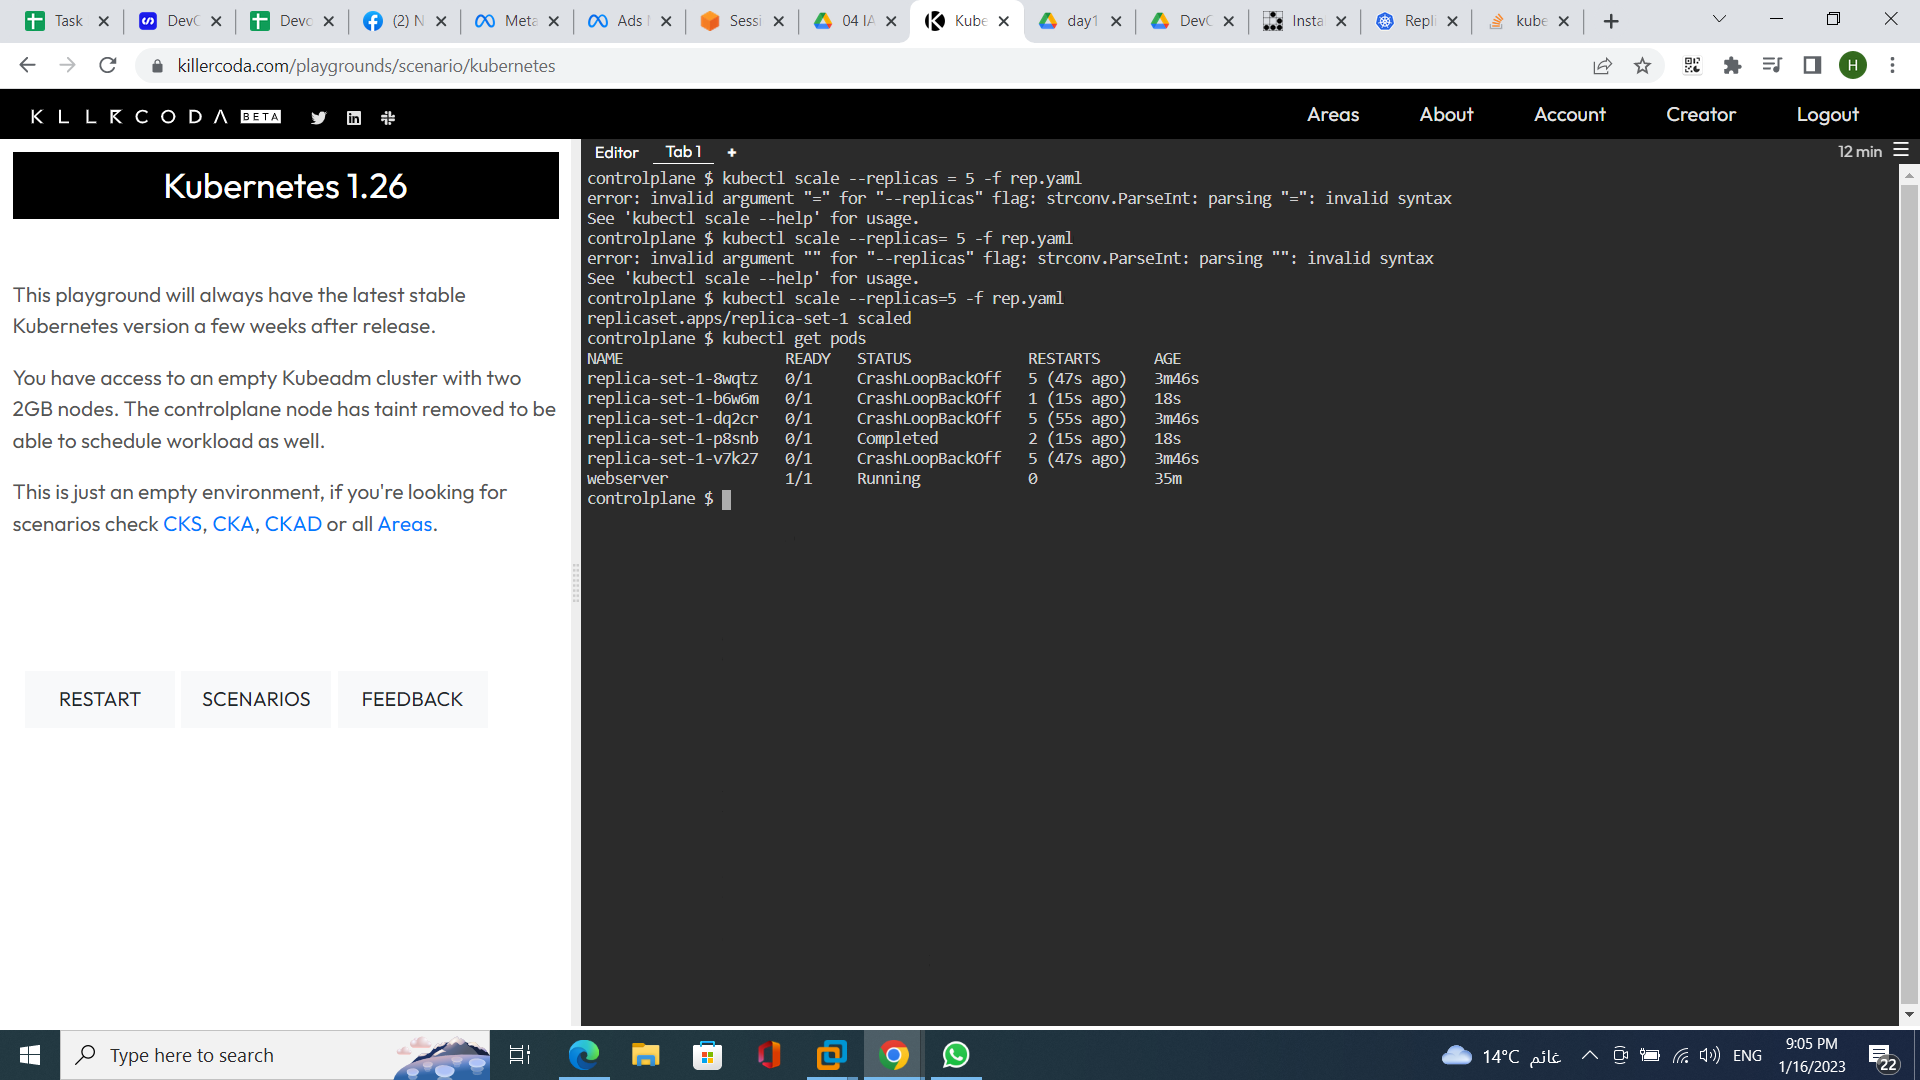 Task
DevC
Devo
(2) N
Meta
Ads
Sessi
04 IA
Kube
day1
DevC
Insta
Repli
kube
killercoda.com/playgrounds/scenario/kubernetes
H
KLLRCODA BETA
Areas
About
Account
Creator
Logout
Kubernetes 1.26
This playground will always have the latest stable
Kubernetes version a few weeks after release.
You have access to an empty Kubeadm cluster with two
2GB nodes. The controlplane node has taint removed to be
able to schedule workload as well.
This is just an empty environment, if you're looking for
scenarios check CKS, CKA, CKAD or all Areas.
RESTART
SCENARIOS
FEEDBACK
Editor
Tab 1
+
12 min
controlplane $ kubectl scale --replicas = 5 -f rep.yaml
error: invalid argument "=" for "--replicas" flag: strconv.ParseInt: parsing "=": invalid syntax
See 'kubectl scale --help' for usage.
controlplane $ kubectl scale --replicas= 5 -f rep.yaml
error: invalid argument "" for "--replicas" flag: strconv.ParseInt: parsing "": invalid syntax
See 'kubectl scale --help' for usage.
controlplane $ kubectl scale --replicas=5 -f rep.yaml
replicaset.apps/replica-set-1 scaled
controlplane $ kubectl get pods
NAME READY STATUS RESTARTS AGE
replica-set-1-8wqtz 0/1 CrashLoopBackOff 5 (47s ago) 3m46s
replica-set-1-b6w6m 0/1 CrashLoopBackOff 1 (15s ago) 18s
replica-set-1-dq2cr 0/1 CrashLoopBackOff 5 (55s ago) 3m46s
replica-set-1-p8snb 0/1 Completed 2 (15s ago) 18s
replica-set-1-v7k27 0/1 CrashLoopBackOff 5 (47s ago) 3m46s
webserver 1/1 Running 0 35m
controlplane $
Type here to search
14°C غائم
ENG
9:05 PM
1/16/2023
22